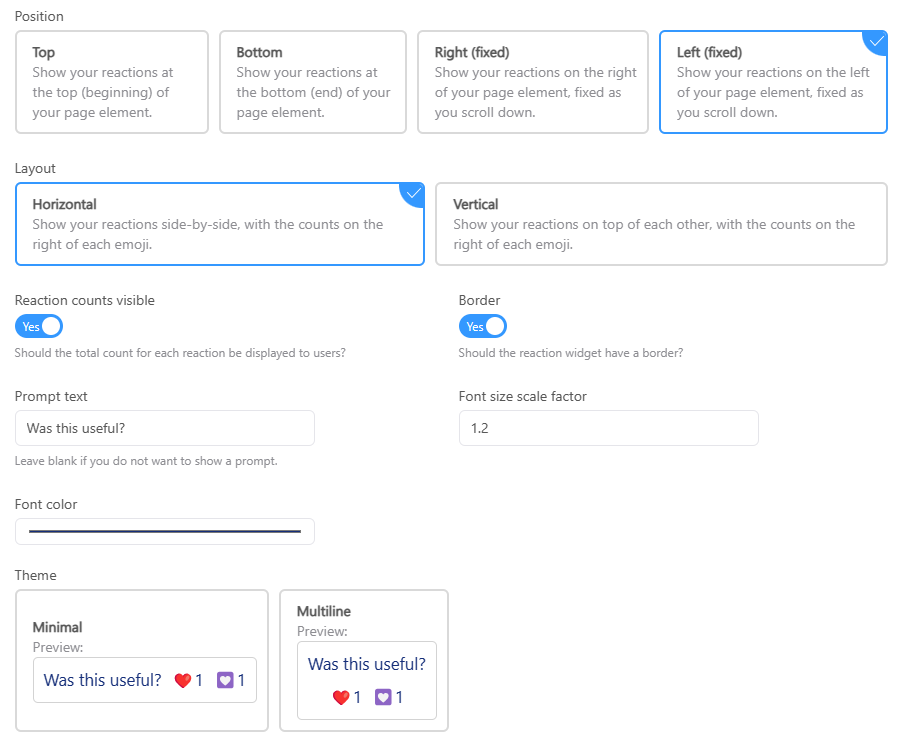 Position
Top
Show your reactions at
the top (beginning) of
your page element.
Bottom
Show your reactions at
the bottom (end) of your
page element.
Right (fixed)
Show your reactions on the right
of your page element, fixed as
you scroll down.
Left (fixed)
Show your reactions on the left
of your page element, fixed as
you scroll down.
Layout
Horizontal
Show your reactions side-by-side, with the counts on the
right of each emoji.
Vertical
Show your reactions on top of each other, with the counts on the
right of each emoji.
Reaction counts visible
Yes
Should the total count for each reaction be displayed to users?
Border
Yes
Should the reaction widget have a border?
Prompt text
Was this useful?
Leave blank if you do not want to show a prompt.
Font size scale factor
1.2
Font color
Theme
Minimal
Preview:
Was this useful? ❤️ 1 💟 1
Multiline
Preview:
Was this useful?
❤️ 1 💟 1